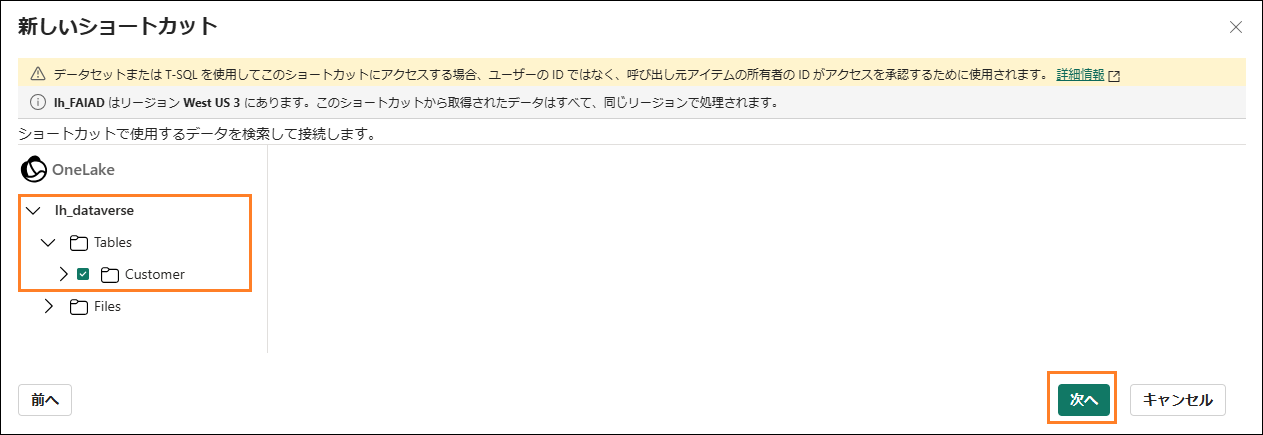 新しいショートカット
データセットまたは T-SQL を使用してこのショートカットにアクセスする場合、ユーザーの ID ではなく、呼び出し元アイテムの所有者の ID がアクセスを承認するために使用されます。 詳細情報
lh_FAIAD はリージョン West US 3 にあります。このショートカットから取得されたデータはすべて、同じリージョンで処理されます。
ショートカットで使用するデータを検索して接続します。
OneLake
lh_dataverse
Tables
Customer
Files
前へ
次へ
キャンセル